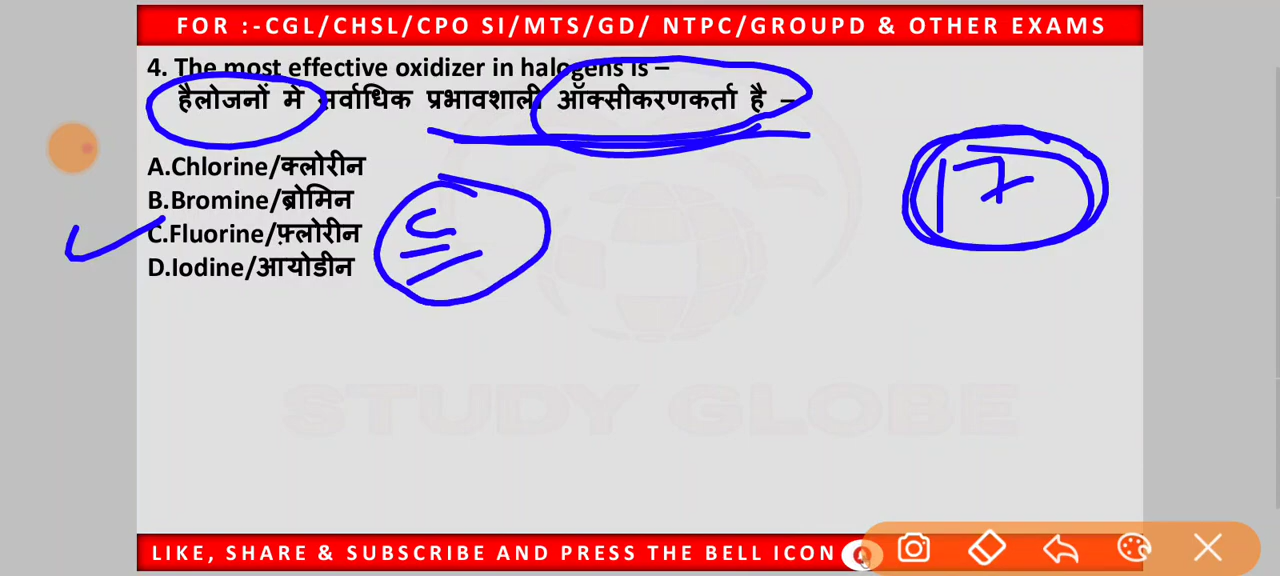 FOR :-CGL/CHSL/CPO SI/MTS/GD/ NTPC/GROUPD & OTHER EXAMS
4. The most effective oxidizer in halogens is –
हैलोजनों में सर्वाधिक प्रभावशाली ऑक्सीकरणकर्ता है –
17
A.Chlorine/क्लोरीन
B.Bromine/ब्रोमिन
C.Fluorine/फ़्लोरीन
C
D.Iodine/आयोडीन
STUDY GLOBE
LIKE, SHARE & SUBSCRIBE AND PRESS THE BELL ICON